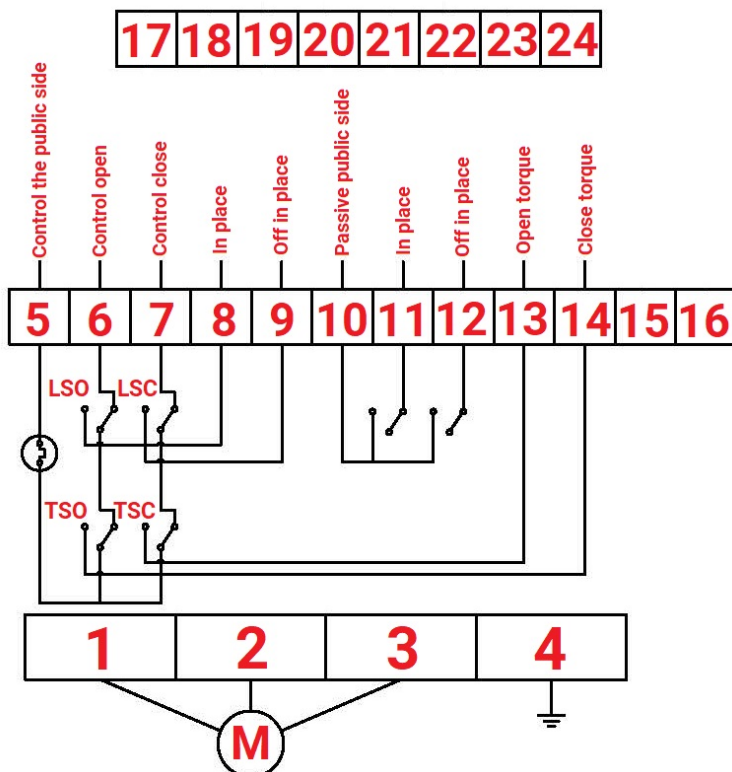 17 18 19 20 21 22 23 24
Control the public side
Control open
Control close
In place
Off in place
Passive public side
In place
Off in place
Open torque
Close torque
5 6 7 8 9 10 11 12 13 14 15 16
LSO LSC
TSO TSC
1 2 3 4
M